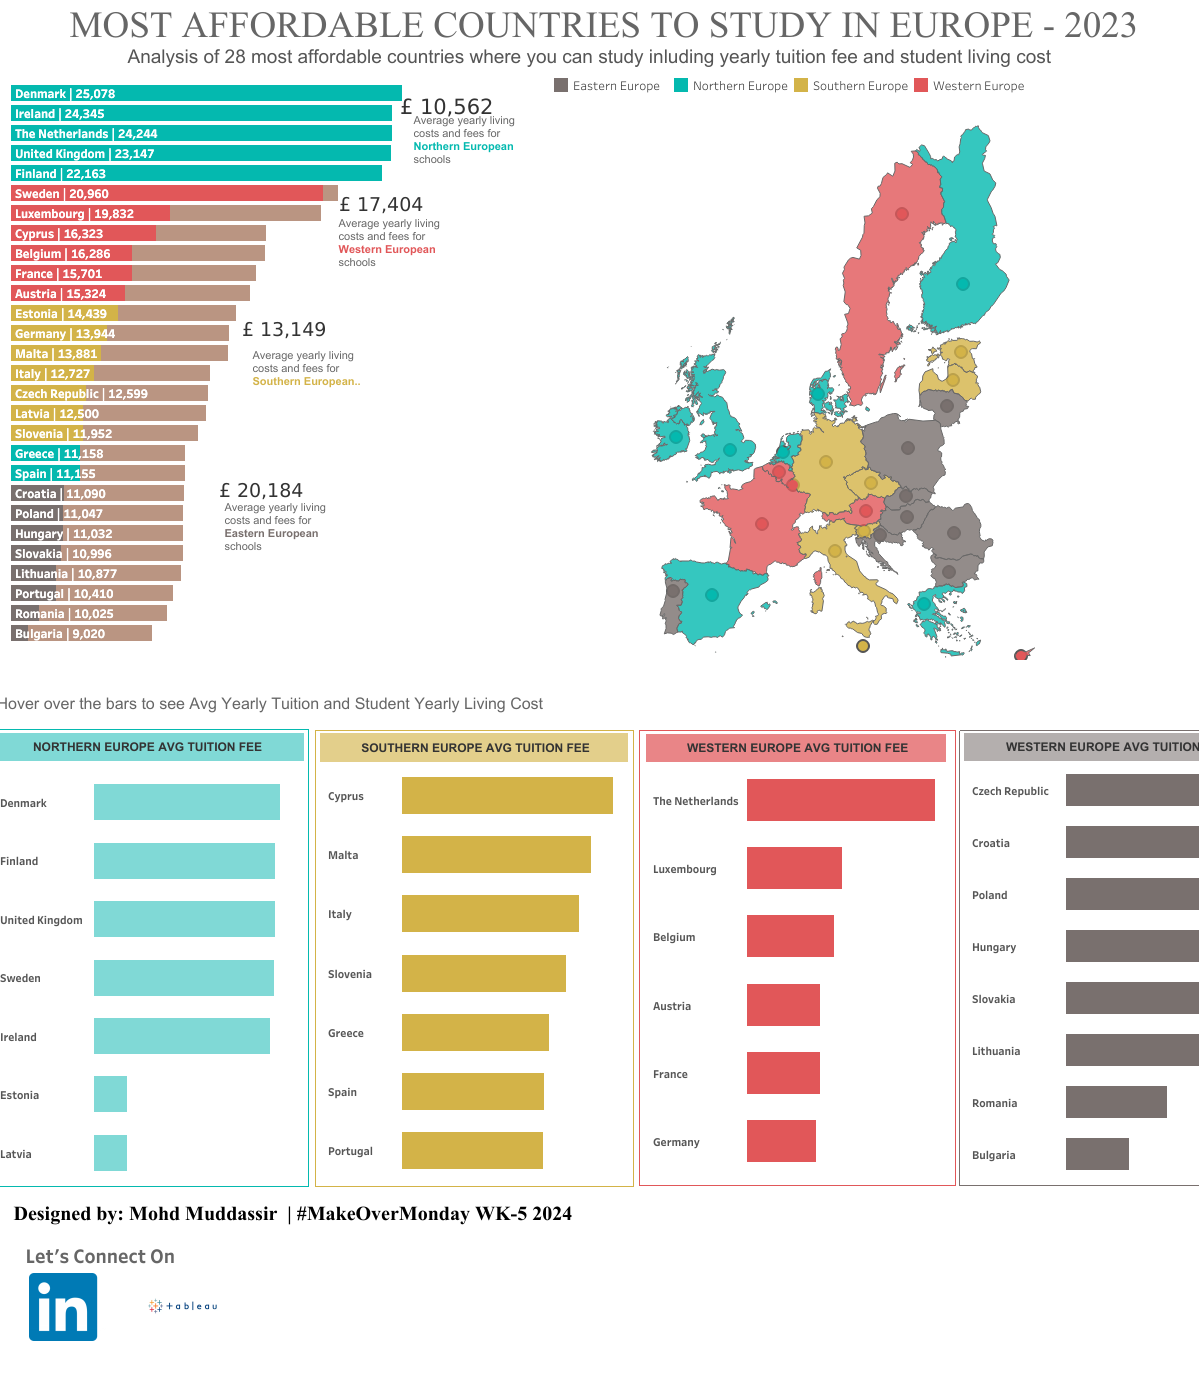 MOST AFFORDABLE COUNTRIES TO STUDY IN EUROPE - 2023
Analysis of 28 most affordable countries where you can study inluding yearly tuition fee and student living cost
Eastern Europe
Northern Europe
Southern Europe
Western Europe
Denmark | 25,078
Ireland | 24,345
The Netherlands | 24,244
United Kingdom | 23,147
Finland | 22,163
Sweden | 20,960
Luxembourg | 19,832
Cyprus | 16,323
Belgium | 16,286
France | 15,701
Austria | 15,324
Estonia | 14,439
Germany | 13,944
Malta | 13,881
Italy | 12,727
Czech Republic | 12,599
Latvia | 12,500
Slovenia | 11,952
Greece | 11,158
Spain | 11,155
Croatia | 11,090
Poland | 11,047
Hungary | 11,032
Slovakia | 10,996
Lithuania | 10,877
Portugal | 10,410
Romania | 10,025
Bulgaria | 9,020
£ 10,562
Average yearly living
costs and fees for
Northern European
schools
£ 17,404
Average yearly living
costs and fees for
Western European
schools
£ 13,149
Average yearly living
costs and fees for
Southern European..
£ 20,184
Average yearly living
costs and fees for
Eastern European
schools
Hover over the bars to see Avg Yearly Tuition and Student Yearly Living Cost
NORTHERN EUROPE AVG TUITION FEE
Denmark
Finland
United Kingdom
Sweden
Ireland
Estonia
Latvia
SOUTHERN EUROPE AVG TUITION FEE
Cyprus
Malta
Italy
Slovenia
Greece
Spain
Portugal
WESTERN EUROPE AVG TUITION FEE
The Netherlands
Luxembourg
Belgium
Austria
France
Germany
WESTERN EUROPE AVG TUITION
Czech Republic
Croatia
Poland
Hungary
Slovakia
Lithuania
Romania
Bulgaria
Designed by: Mohd Muddassir | #MakeOverMonday WK-5 2024
Let's Connect On
in
+ableau